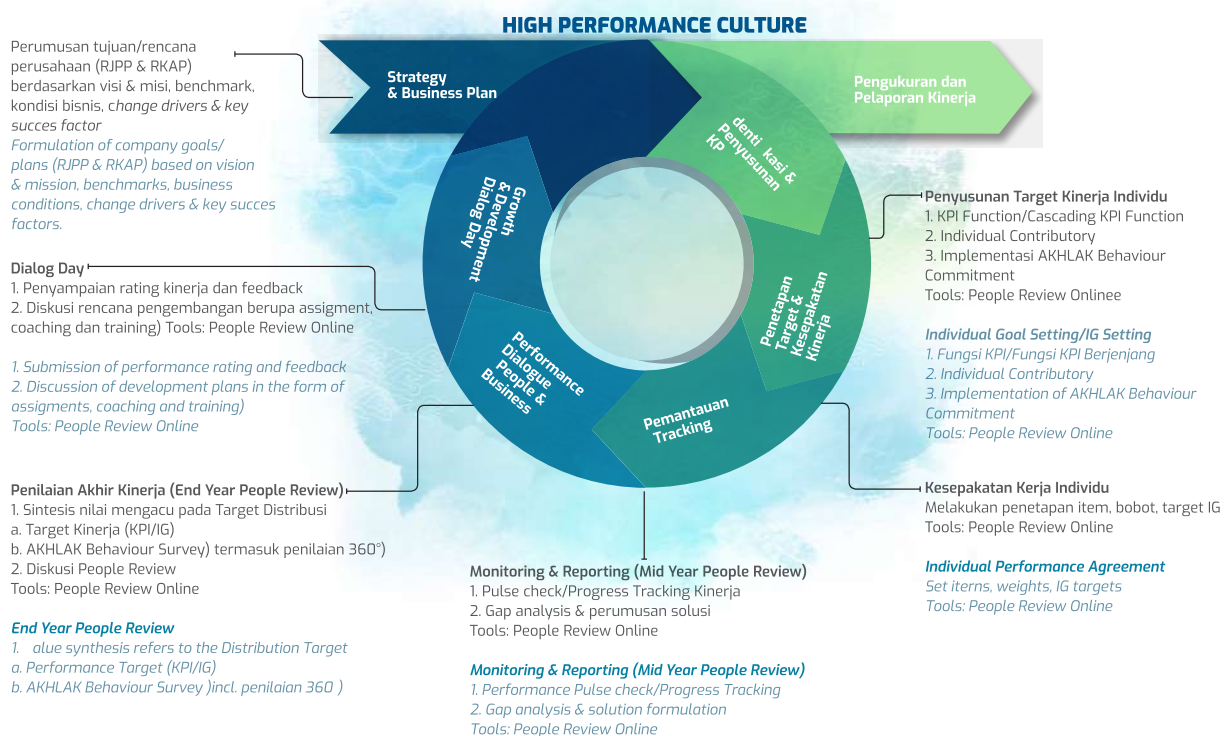 HIGH PERFORMANCE CULTURE
Perumusan tujuan/rencana
perusahaan (RJPP & RKAP)
berdasarkan visi & misi, benchmark,
kondisi bisnis, change drivers & key
succes factor
Formulation of company goals/
plans (RJPP & RKAP) based on vision
& mission, benchmarks, business
conditions, change drivers & key succes
factors.
Strategy
& Business Plan
Pengukuran dan
Pelaporan Kinerja
denti kasi &
Penyusunan
KP
Penetapan
Target &
Kesepakatan
Kinerja
Pemantauan
Tracking
Performance
Dialogue
People &
Business
Growth
& Development
Dialog Day
Dialog Day
1. Penyampaian rating kinerja dan feedback
2. Diskusi rencana pengembangan berupa assigment,
coaching dan training) Tools: People Review Online
1. Submission of performance rating and feedback
2. Discussion of development plans in the form of
assigments, coaching and training)
Tools: People Review Online
Penilaian Akhir Kinerja (End Year People Review)
1. Sintesis nilai mengacu pada Target Distribusi
a. Target Kinerja (KPI/IG)
b. AKHLAK Behaviour Survey) termasuk penilaian 360°)
2. Diskusi People Review
Tools: People Review Online
End Year People Review
1. alue synthesis refers to the Distribution Target
a. Performance Target (KPI/IG)
b. AKHLAK Behaviour Survey )incl. penilaian 360 )
Monitoring & Reporting (Mid Year People Review)
1. Pulse check/Progress Tracking Kinerja
2. Gap analysis & perumusan solusi
Tools: People Review Online
Monitoring & Reporting (Mid Year People Review)
1. Performance Pulse check/Progress Tracking
2. Gap analysis & solution formulation
Tools: People Review Online
Penyusunan Target Kinerja Individu
1. KPI Function/Cascading KPI Function
2. Individual Contributory
3. Implementasi AKHLAK Behaviour
Commitment
Tools: People Review Onlinee
Individual Goal Setting/IG Setting
1. Fungsi KPI/Fungsi KPI Berjenjang
2. Individual Contributory
3. Implementation of AKHLAK Behaviour
Commitment
Tools: People Review Online
Kesepakatan Kerja Individu
Melakukan penetapan item, bobot, target IG
Tools: People Review Online
Individual Performance Agreement
Set iterns, weights, IG targets
Tools: People Review Online